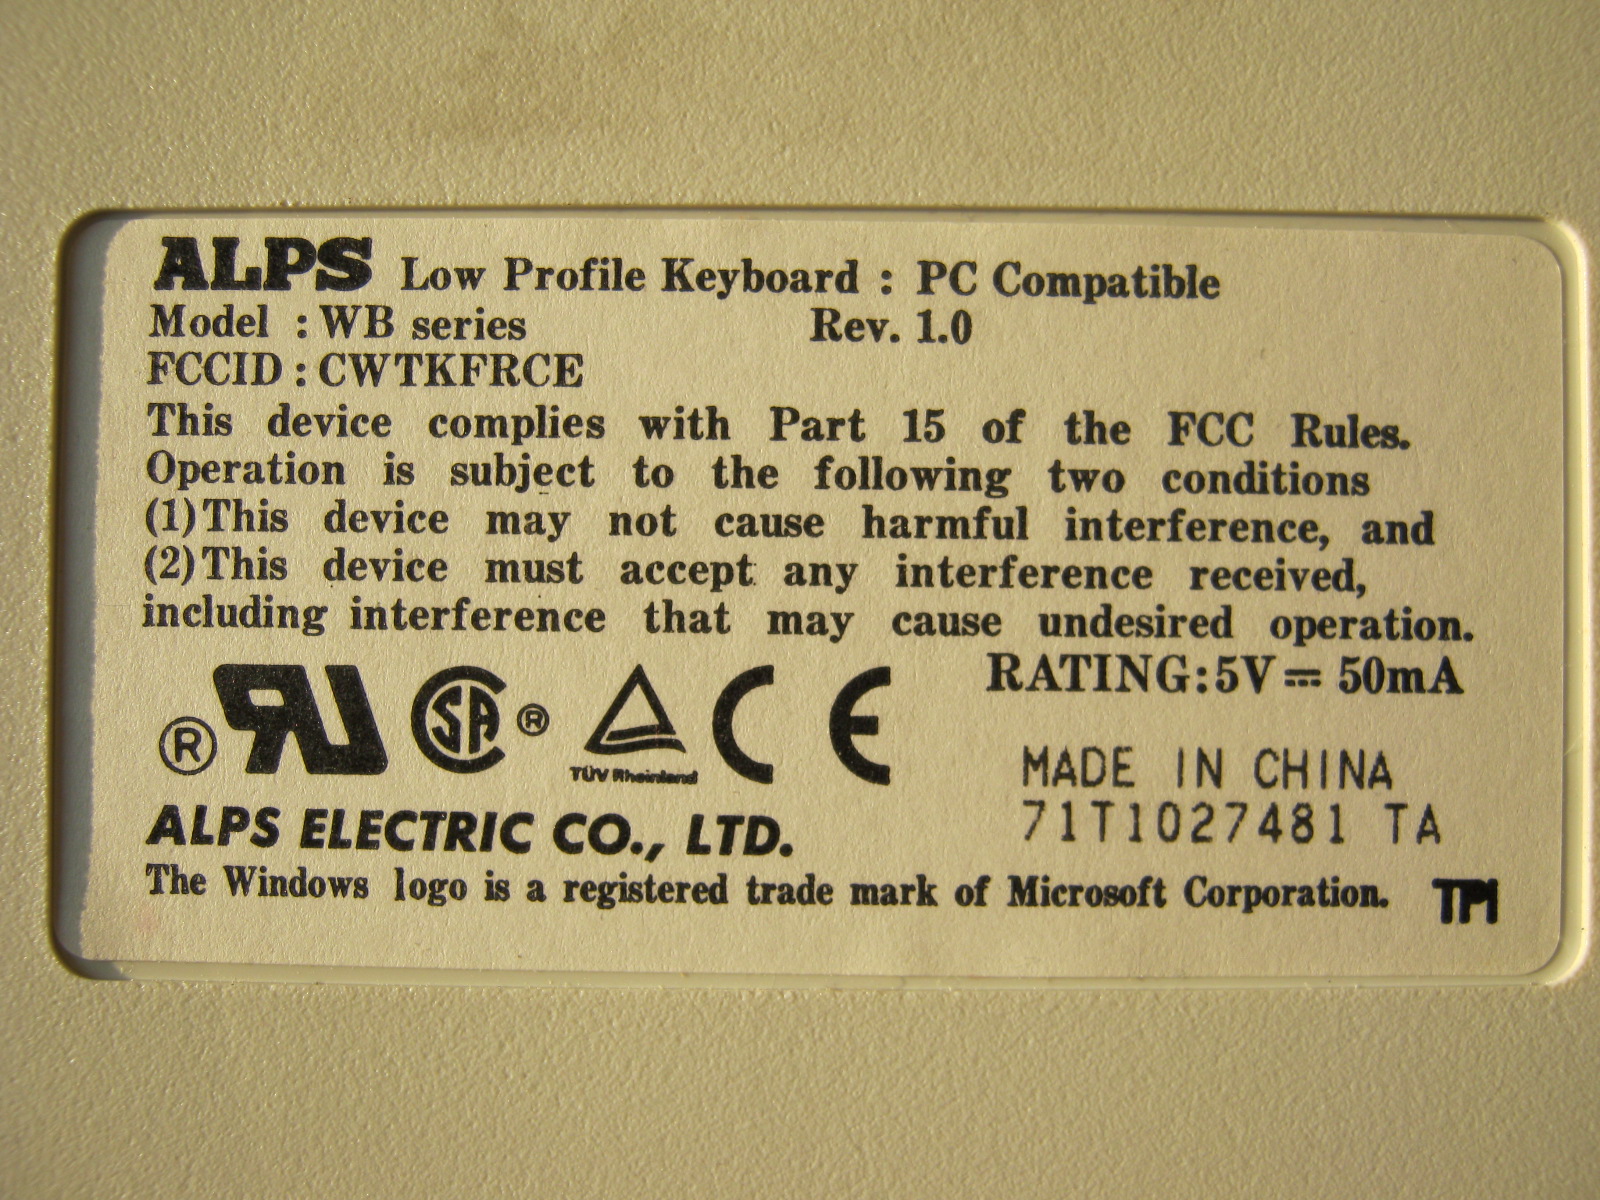 ALPS Low Profile Keyboard : PC Compatible
Model : WB series Rev. 1.0
FCCID : CWTKFRCE
This device complies with Part 15 of the FCC Rules.
Operation is subject to the following two conditions
(1)This device may not cause harmful interference, and
(2)This device must accept any interference received,
including interference that may cause undesired operation.
RATING:5V⎓ 50mA
® RU SA ® TÜV Rheinland CE
MADE IN CHINA
71T1027481 TA
ALPS ELECTRIC CO., LTD.
The Windows logo is a registered trade mark of Microsoft Corporation. TPI